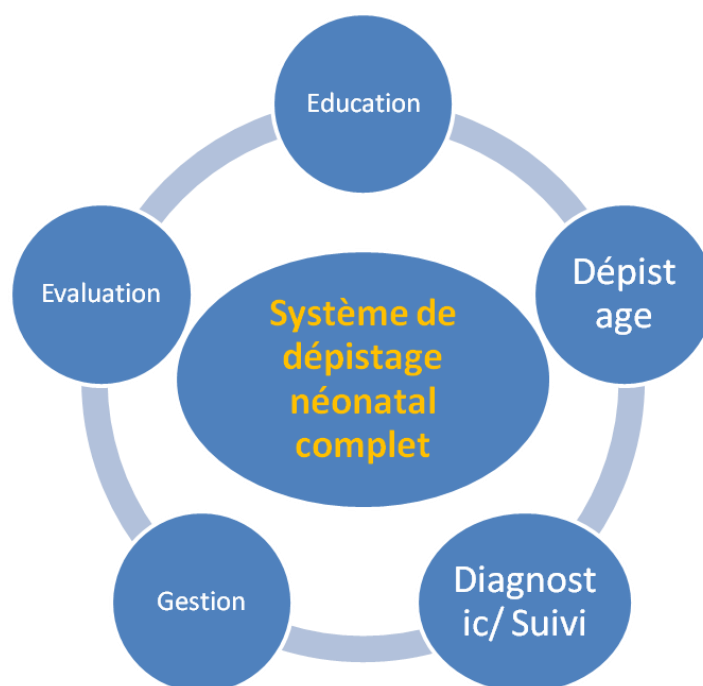 Education
Dépist
age
Diagnost
ic/ Suivi
Gestion
Evaluation
Système de
dépistage
néonatal
complet